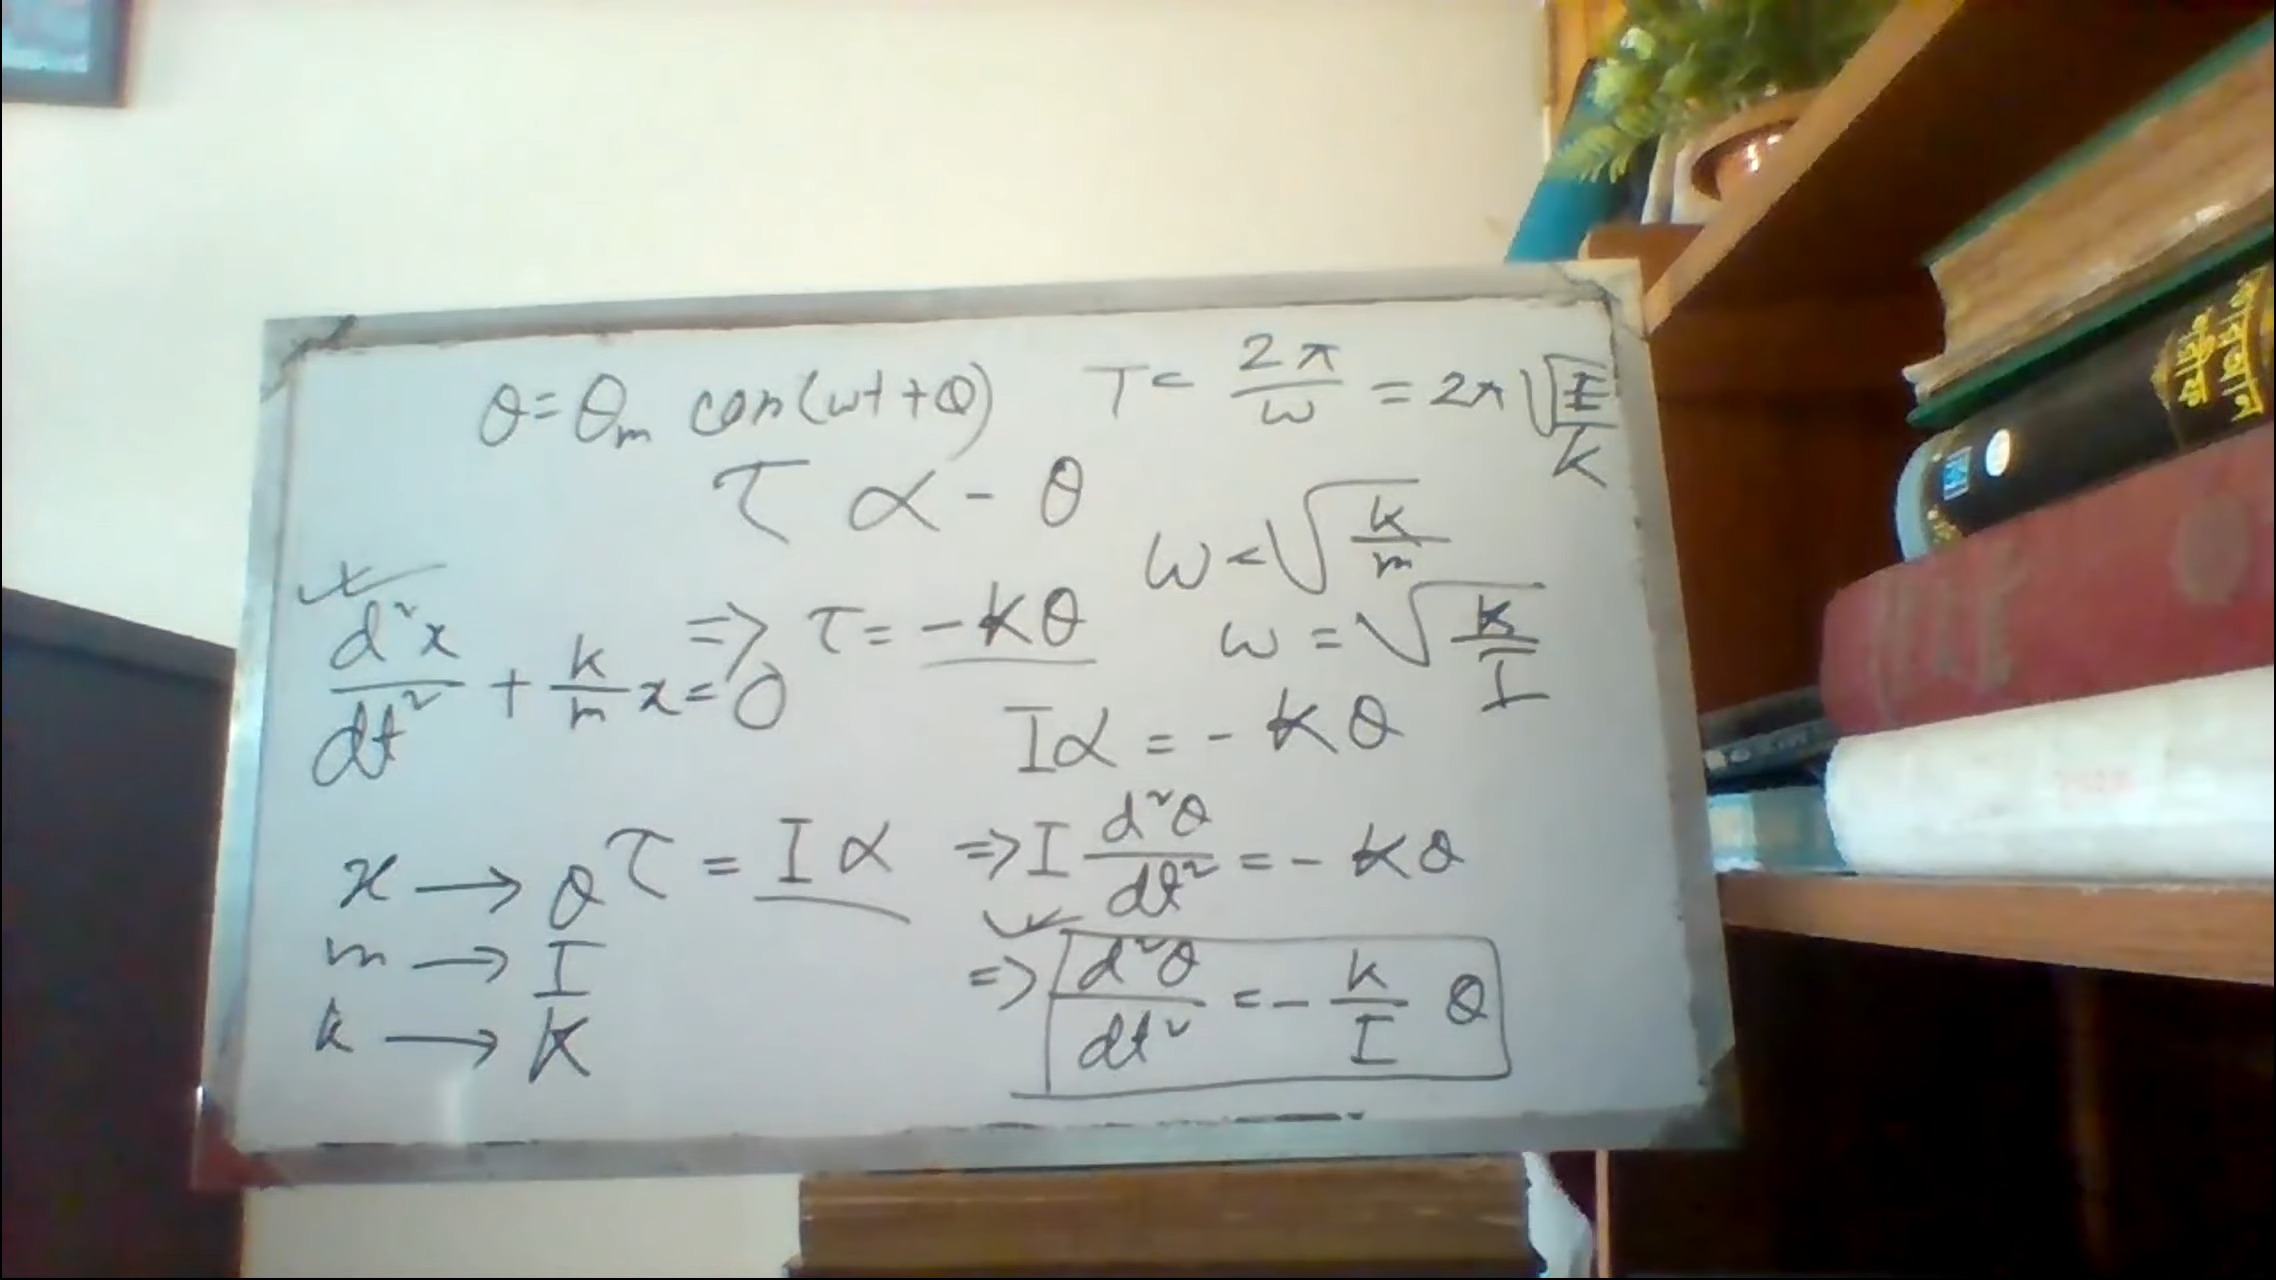 θ = θm cos(ωt + φ) T = 2π/ω = 2π √(I/K)
τ α - θ
ω = √(k/m)
d²x/dt² + k/m x = 0 => τ = -Kθ
ω = √(K/I)
Iα = - Kθ
τ = Iα => I d²θ/dt² = - Kθ
x → θ
m → I
k → K
=> d²θ/dt² = - K/I θ